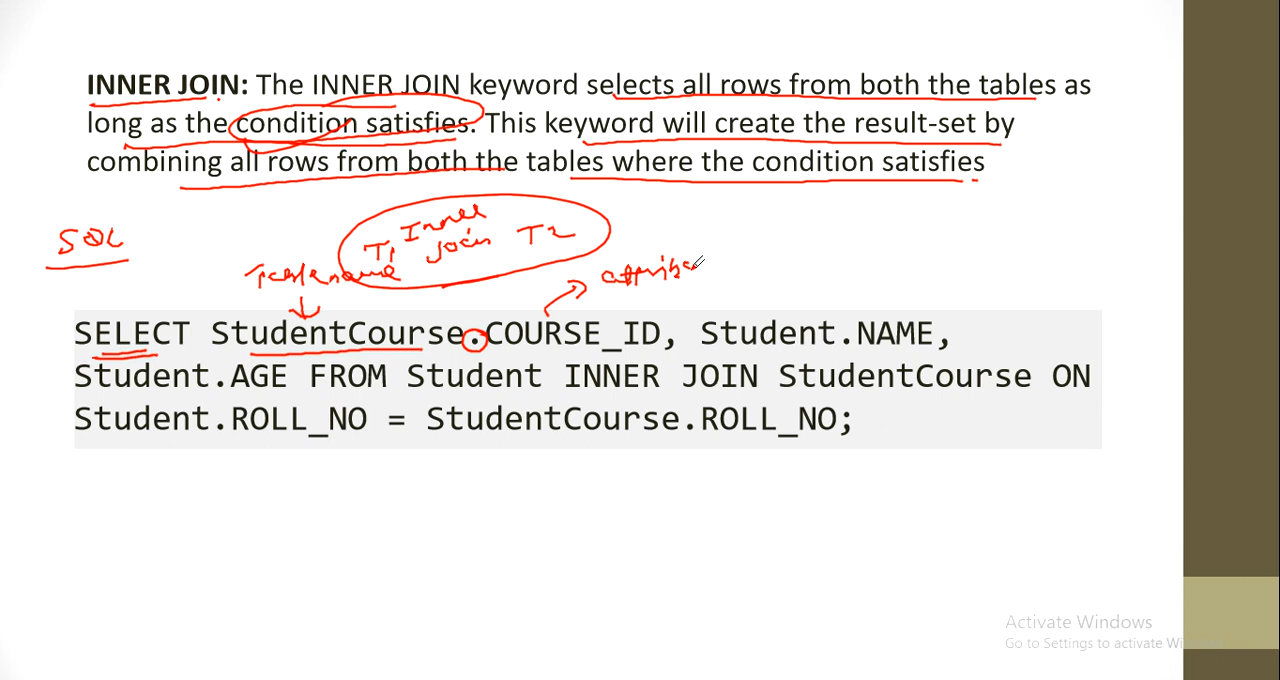 INNER JOIN: The INNER JOIN keyword selects all rows from both the tables as
long as the condition satisfies. This keyword will create the result-set by
combining all rows from both the tables where the condition satisfies
SQL
T1 Inner Join T2
Tablename
SELECT StudentCourse.COURSE_ID, Student.NAME,
Student.AGE FROM Student INNER JOIN StudentCourse ON
Student.ROLL_NO = StudentCourse.ROLL_NO;
Activate Windows
Go to Settings to activate